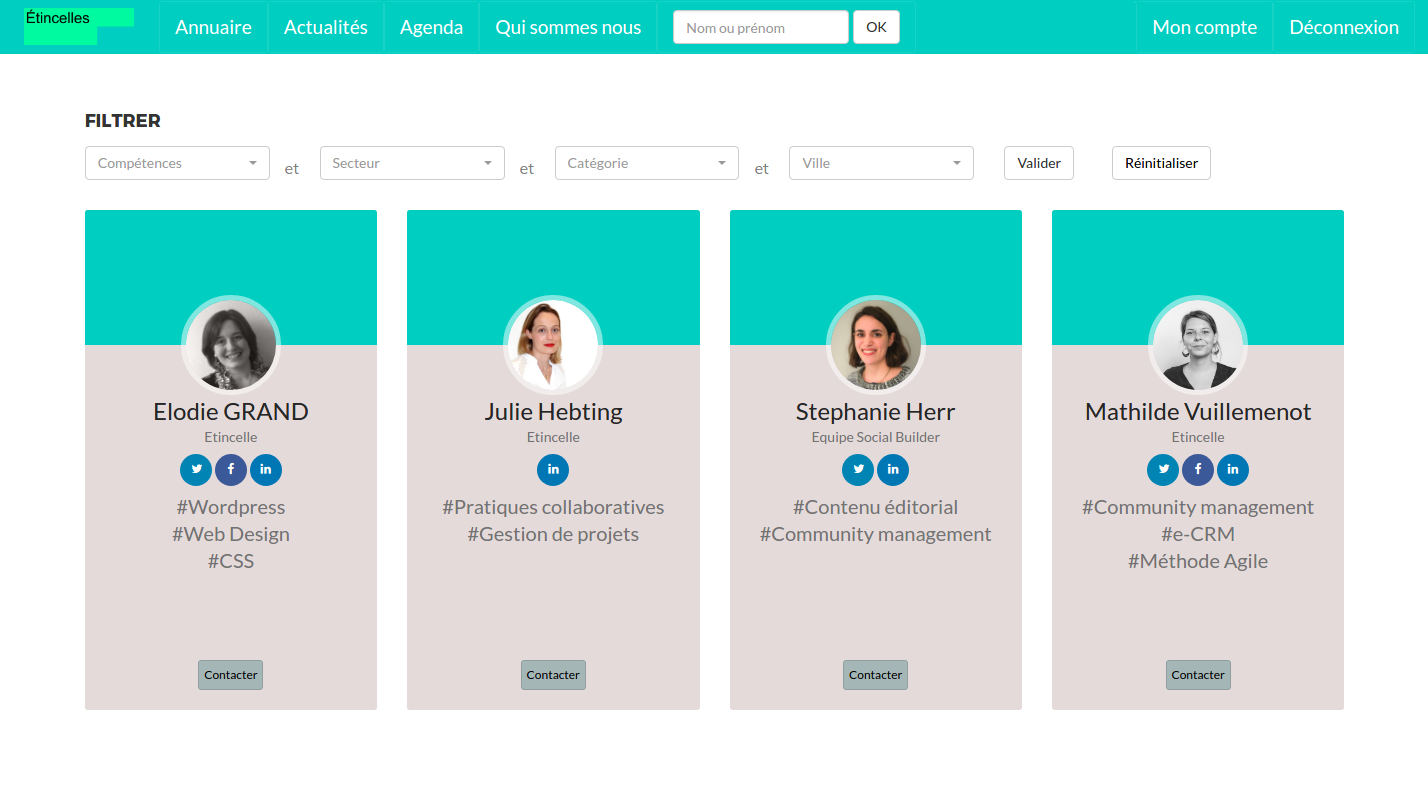 Étincelles
Annuaire Actualités Agenda Qui sommes nous Nom ou prénom OK Mon compte Déconnexion
FILTRER
Compétences et Secteur et Catégorie et Ville Valider Réinitialiser
Elodie GRAND
Etincelle
#Wordpress
#Web Design
#CSS
Contacter
Julie Hebting
Etincelle
#Pratiques collaboratives
#Gestion de projets
Contacter
Stephanie Herr
Equipe Social Builder
#Contenu éditorial
#Community management
Contacter
Mathilde Vuillemenot
Etincelle
#Community management
#e-CRM
#Méthode Agile
Contacter